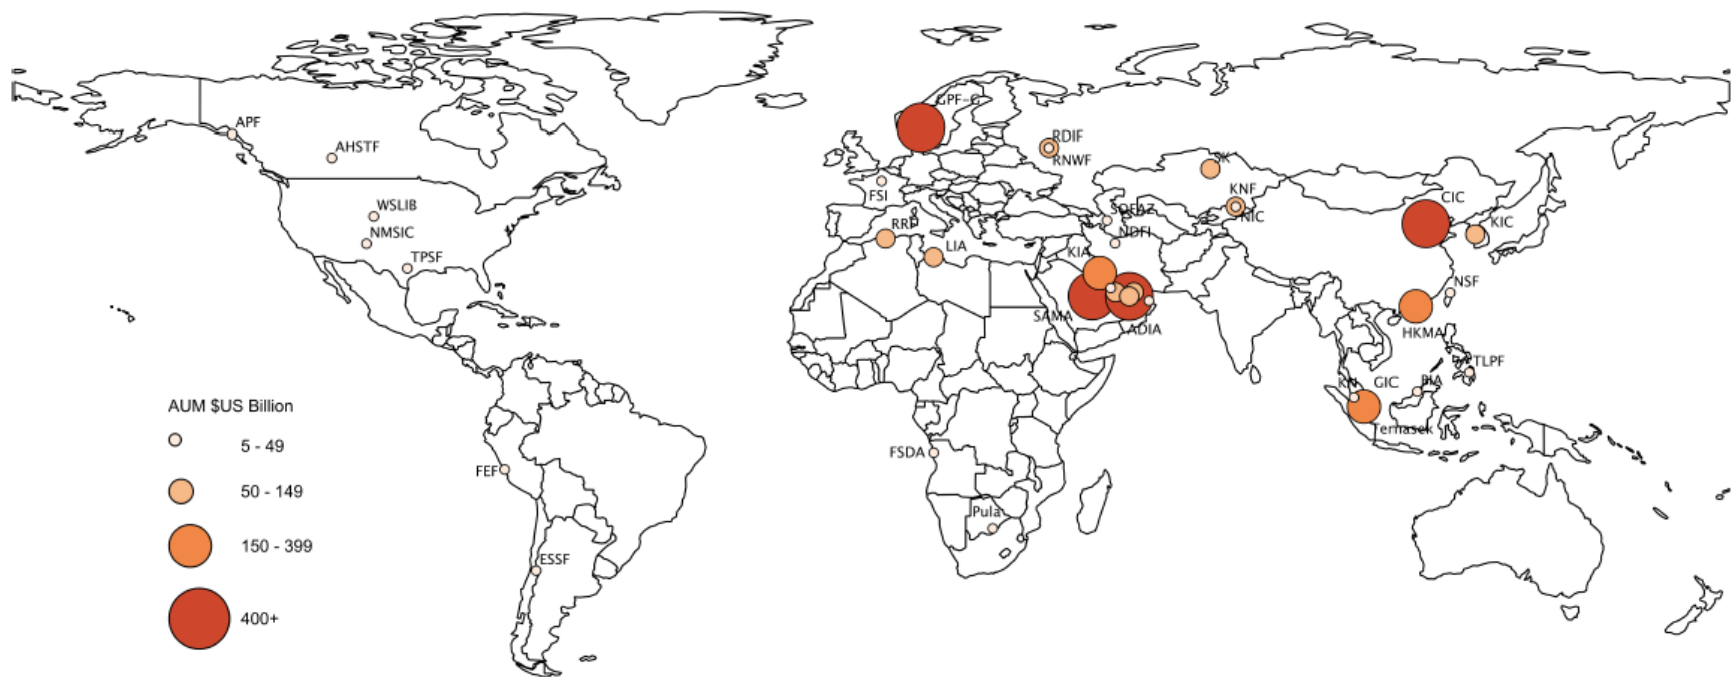 GPF-G
APF
RDIF
AHSTF
RNWF
SK
FSI
KNF
WSLIB
CIC
NIC
SOFAZ
RRF
KIC
NMSIC
NDFI
LIA
KIA
TPSF
NSF
SAMA
ADIA
HKMA
TLPF
KN
GIC
BIA
AUM $US Billion
Temasek
5 - 49
FSDA
FEF
50 - 149
Pula
150 - 399
ESSF
400+